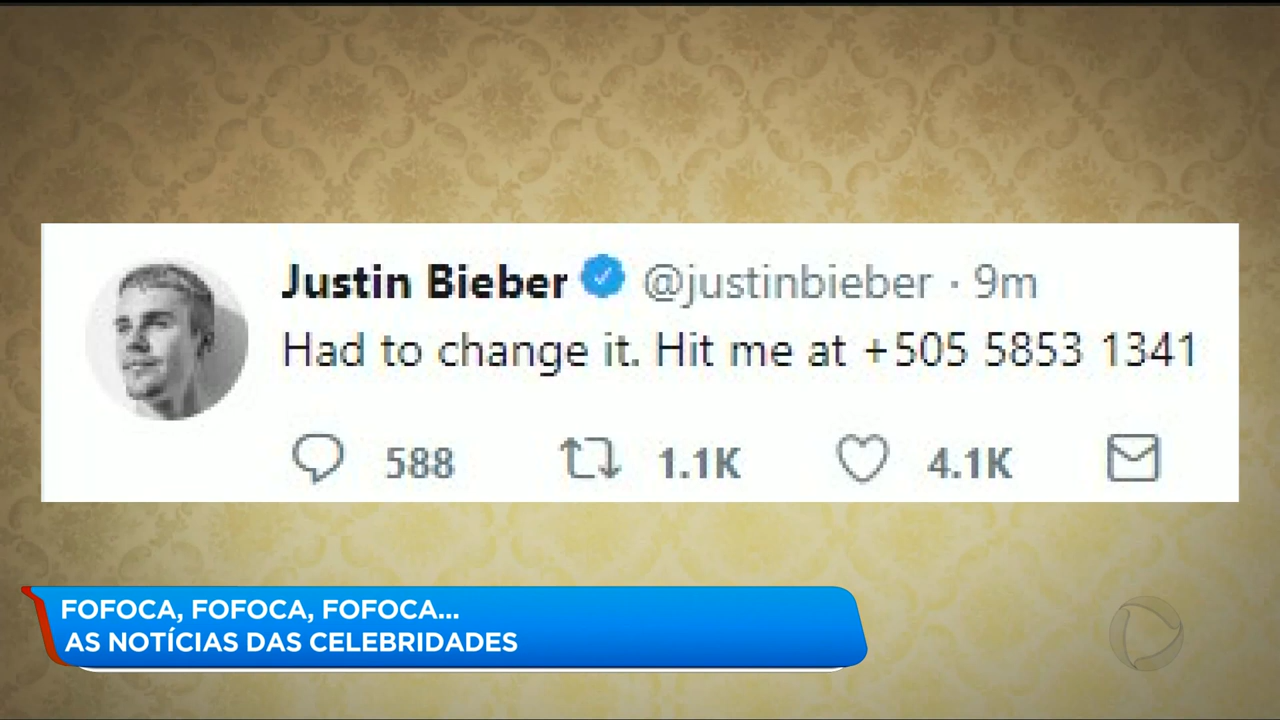 Justin Bieber @justinbieber · 9m
Had to change it. Hit me at +505 5853 1341
588 1.1K 4.1K
FOFOCA, FOFOCA, FOFOCA...
AS NOTÍCIAS DAS CELEBRIDADES